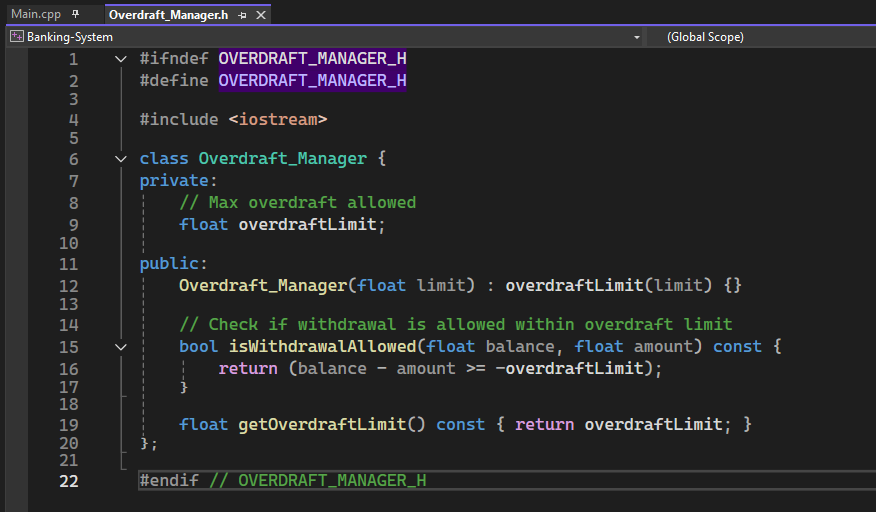 Main.cpp
Overdraft_Manager.h
Banking-System
(Global Scope)
1 #ifndef OVERDRAFT_MANAGER_H
2 #define OVERDRAFT_MANAGER_H
3
4 #include <iostream>
5
6 class Overdraft_Manager {
7 private:
8 // Max overdraft allowed
9 float overdraftLimit;
10
11 public:
12 Overdraft_Manager(float limit) : overdraftLimit(limit) {}
13
14 // Check if withdrawal is allowed within overdraft limit
15 bool isWithdrawalAllowed(float balance, float amount) const {
16 return (balance - amount >= -overdraftLimit);
17 }
18
19 float getOverdraftLimit() const { return overdraftLimit; }
20 };
21
22 #endif // OVERDRAFT_MANAGER_H